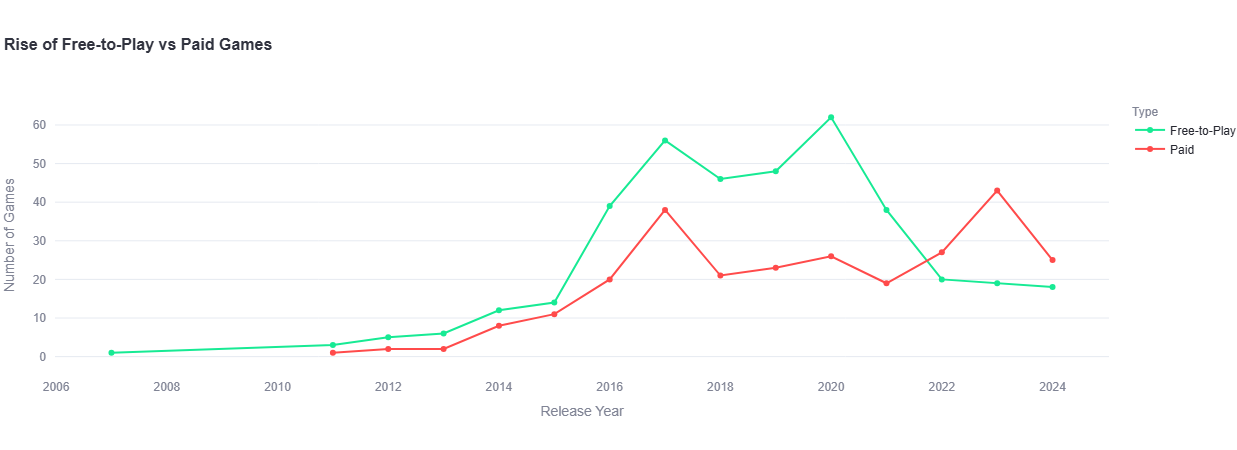 Rise of Free-to-Play vs Paid Games
Type
Free-to-Play
Paid
Number of Games
60
50
40
30
20
10
0
2006 2008 2010 2012 2014 2016 2018 2020 2022 2024
Release Year